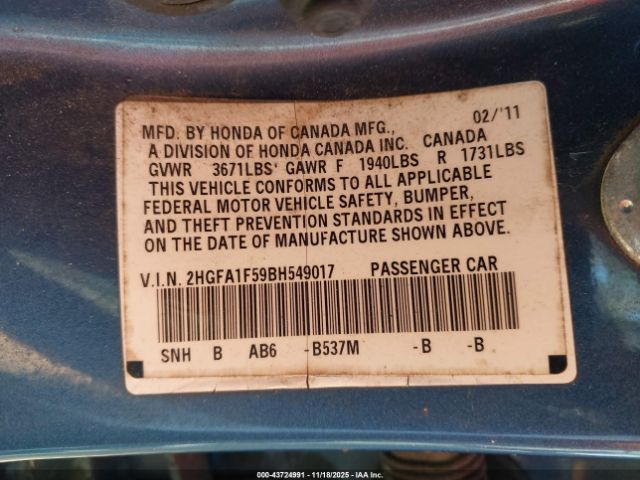 02/'11
MFD. BY HONDA OF CANADA MFG.,
A DIVISION OF HONDA CANADA INC. CANADA
GVWR 3671LBS GAWR F 1940LBS R 1731LBS
THIS VEHICLE CONFORMS TO ALL APPLICABLE
FEDERAL MOTOR VEHICLE SAFETY, BUMPER,
AND THEFT PREVENTION STANDARDS IN EFFECT
ON THE DATE OF MANUFACTURE SHOWN ABOVE.
V.I.N. 2HGFA1F59BH549017 PASSENGER CAR
SNH B AB6 -B537M -B -B
000-43724991 - 11/18/2025 - IAA Inc.